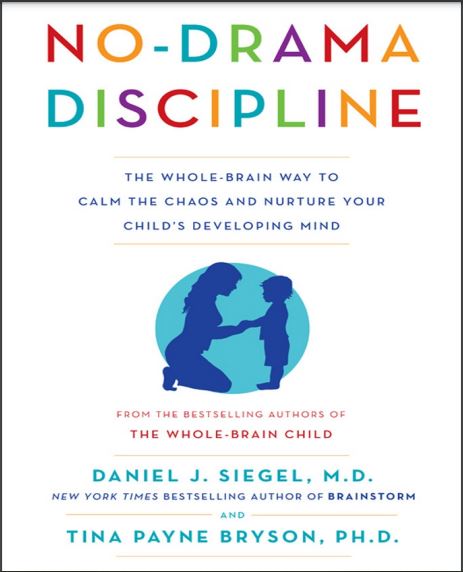 NO-DRAMA
DISCIPLINE
THE WHOLE-BRAIN WAY TO
CALM THE CHAOS AND NURTURE YOUR
CHILD'S DEVELOPING MIND
FROM THE BESTSELLING AUTHORS OF
THE WHOLE-BRAIN CHILD
DANIEL J. SIEGEL, M.D.
NEW YORK TIMES BESTSELLING AUTHOR OF BRAINSTORM
AND
TINA PAYNE BRYSON, PH.D.